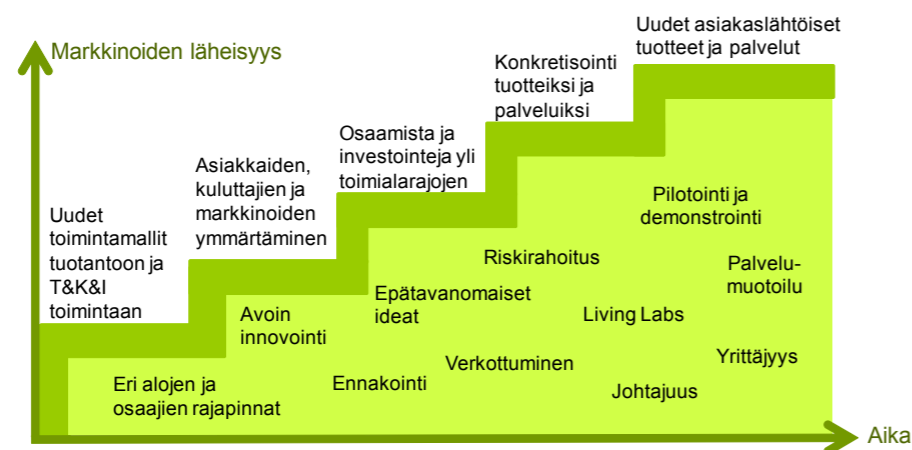 Markkinoiden läheisyys
Uudet asiakaslähtöiset
tuotteet ja palvelut
Konkretisointi
tuotteiksi ja
palveluiksi
Osaamista ja
investointeja yli
toimialarajojen
Asiakkaiden,
kuluttajien ja
markkinoiden
ymmärtäminen
Uudet
toimintamallit
tuotantoon ja
T&K&I
toimintaan
Pilotointi ja
demonstrointi
Riskirahoitus
Palvelu-
muotoilu
Epätavanomaiset
ideat
Avoin
innovointi
Living Labs
Verkottuminen
Yrittäjyys
Ennakointi
Johtajuus
Eri alojen ja
osaajien rajapinnat
Aika